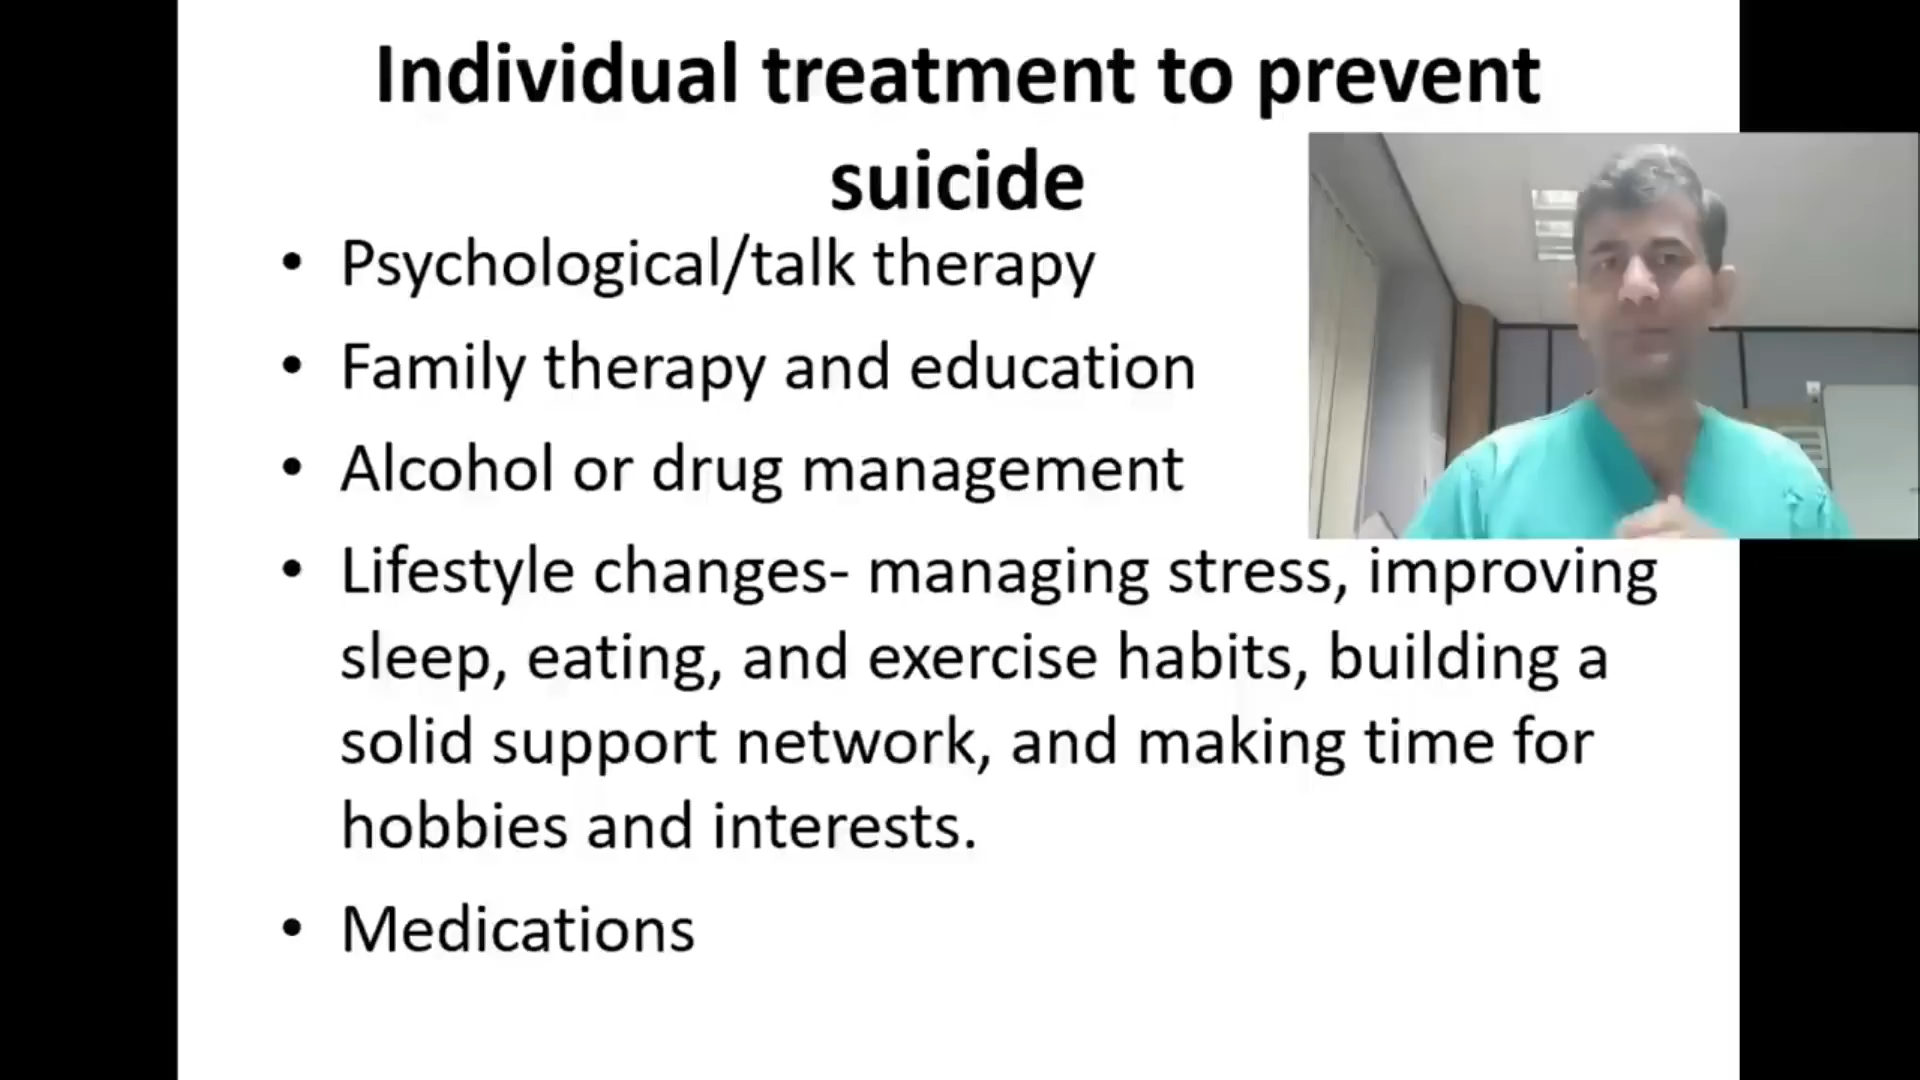 Individual treatment to prevent
suicide
• Psychological/talk therapy
• Family therapy and education
• Alcohol or drug management
• Lifestyle changes- managing stress, improving
sleep, eating, and exercise habits, building a
solid support network, and making time for
hobbies and interests.
• Medications